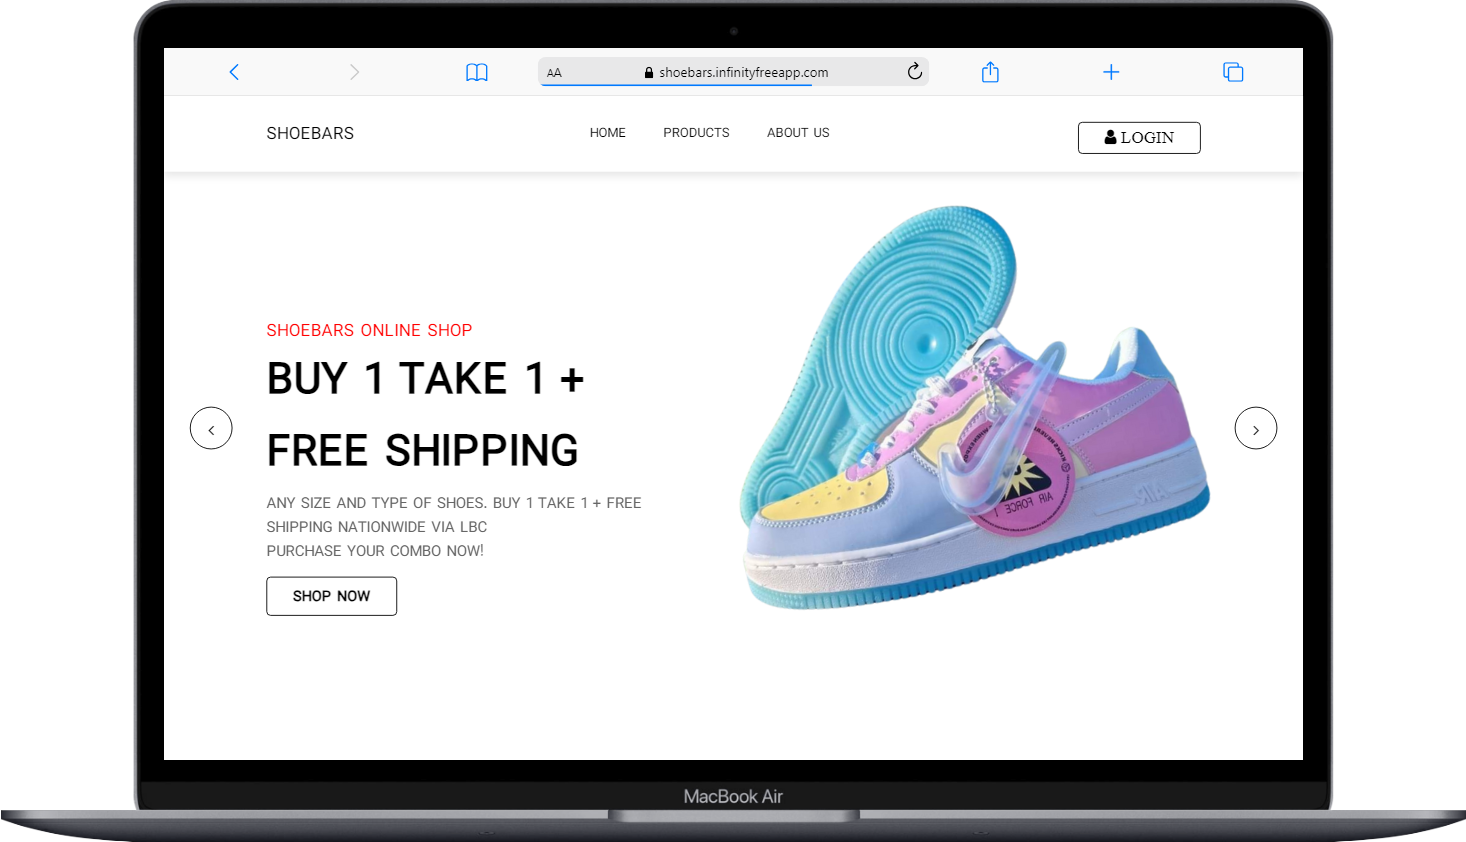 AA
shoebars.infinityfreeapp.com
SHOEBARS
HOME
PRODUCTS
ABOUT US
LOGIN
SHOEBARS ONLINE SHOP
BUY 1 TAKE 1 +
FREE SHIPPING
ANY SIZE AND TYPE OF SHOES. BUY 1 TAKE 1 + FREE
SHIPPING NATIONWIDE VIA LBC
PURCHASE YOUR COMBO NOW!
SHOP NOW
AIR
AIR
FORCE
MacBook Air